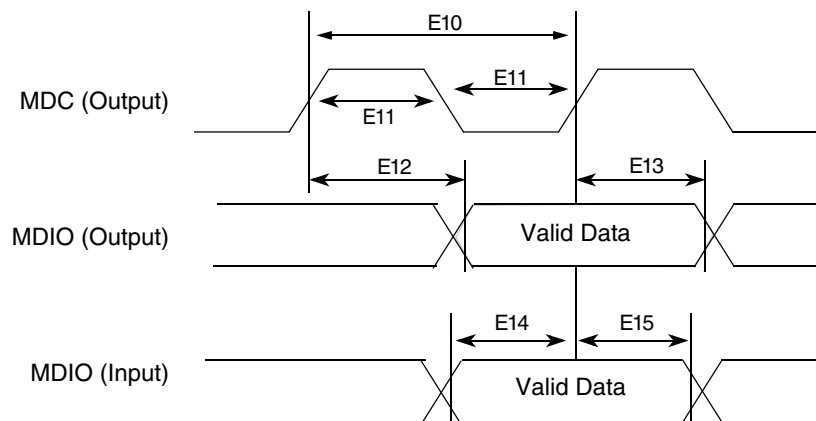 E10
MDC (Output)
E11
E11
E12
E13
MDIO (Output)
Valid Data
E14
E15
MDIO (Input)
Valid Data